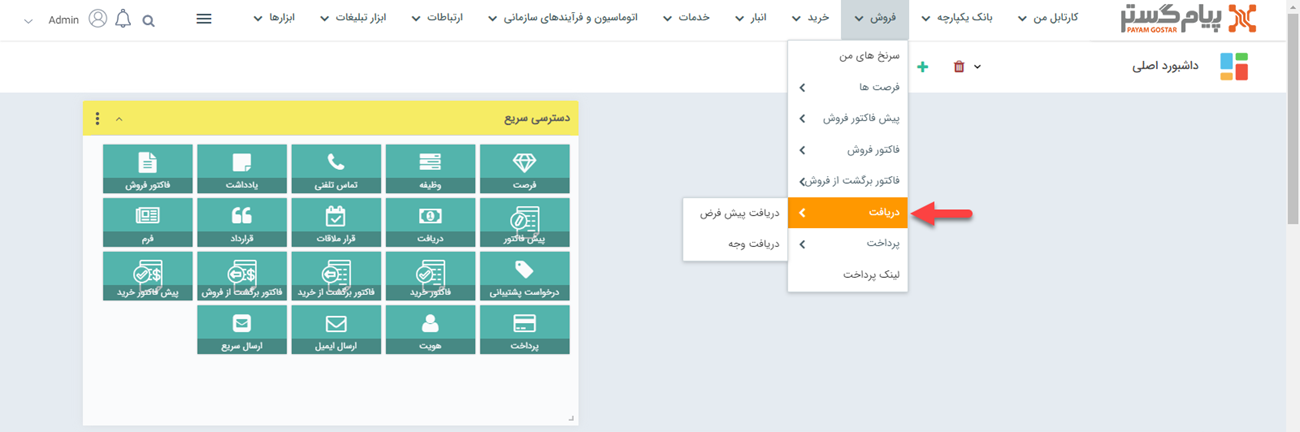 پیام گستر
PAYAM GOSTAR
کارتابل من
بانک یکپارچه
فروش
خرید
انبار
خدمات
اتوماسیون و فرآیندهای سازمانی
ارتباطات
ابزار تبلیغات
ابزارها
Admin
داشبورد اصلی
سرنخ های من
فرصت ها
پیش فاکتور فروش
فاکتور فروش
فاکتور برگشت از فروش
دریافت
پرداخت
لینک پرداخت
دریافت پیش فرض
دریافت وجه
دسترسی سریع
فرصت
وظیفه
تماس تلفنی
یادداشت
فاکتور فروش
پیش فاکتور
دریافت
قرار ملاقات
قرارداد
فرم
درخواست پشتیبانی
فاکتور خرید
فاکتور برگشت از خرید
فاکتور برگشت از فروش
پیش فاکتور خرید
پرداخت
هویت
ارسال ایمیل
ارسال سریع